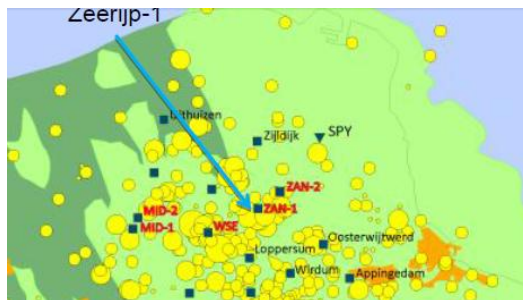 Zeerijp-1
Uithuizen
Zijldijk
SPY
ZAN-2
MID-2
ZAN-1
MID-1
WSE
Oosterwijtwerd
Loppersum
Wirdum
Appingedam